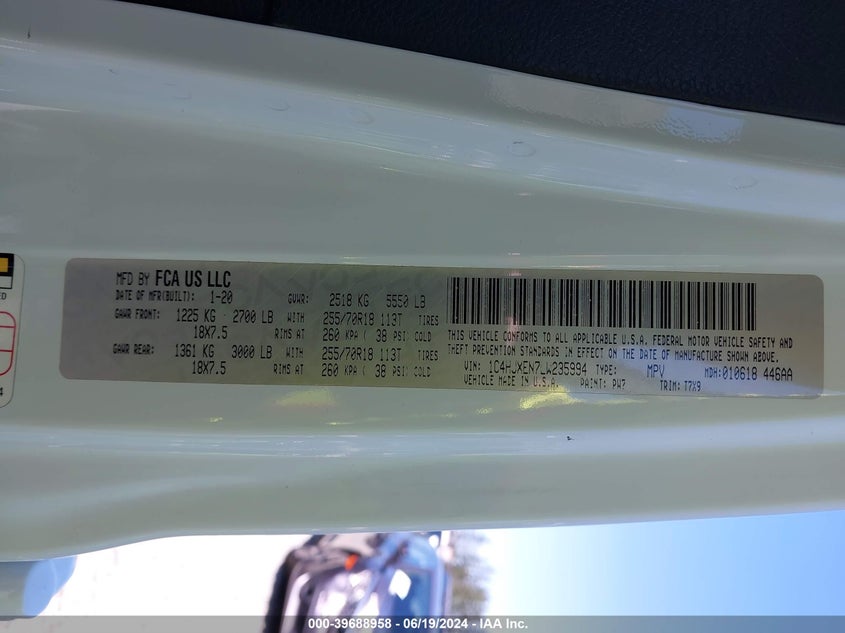 MFD BY FCA US LLC
DATE OF MFR(BUILT): 1-20 GVWR: 2518 KG 5550 LB
GAWR FRONT: 1225 KG 2700 LB WITH 255/70R18 113T TIRES
18X7.5 RIMS AT 260 KPA ( 38 PSI) COLD
GAWR REAR: 1361 KG 3000 LB WITH 255/70R18 113T TIRES
18X7.5 RIMS AT 260 KPA ( 38 PSI) COLD
THIS VEHICLE CONFORMS TO ALL APPLICABLE U.S.A. FEDERAL MOTOR VEHICLE SAFETY AND
THEFT PREVENTION STANDARDS IN EFFECT ON THE DATE OF MANUFACTURE SHOWN ABOVE.
VIN: 1C4HJXEN7LW235994 TYPE: MPV MDH: 010618 446AA
VEHICLE MADE IN U.S.A. PAINT: PW7 TRIM: T7X9
000-39688958 - 06/19/2024 - IAA Inc.